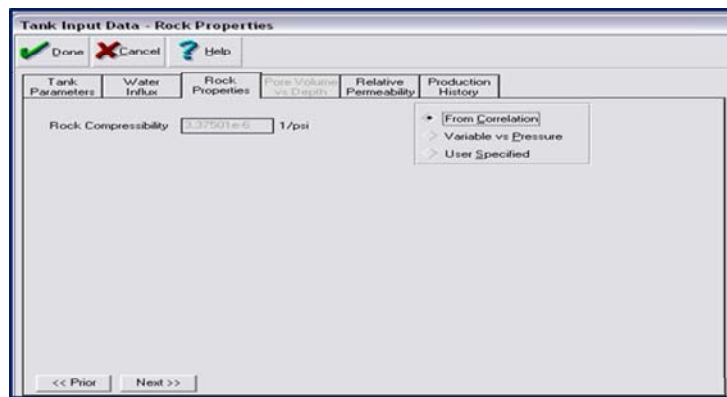 Tank Input Data - Rock Properties
Done Cancel ? Help
Tank Parameters
Water Influx
Rock Properties
Pore Volume vs Depth
Relative Permeability
Production History
Rock Compressibility 3.37501e-6 1/psi
From Correlation
Variable vs Pressure
User Specified
<< Prior Next >>